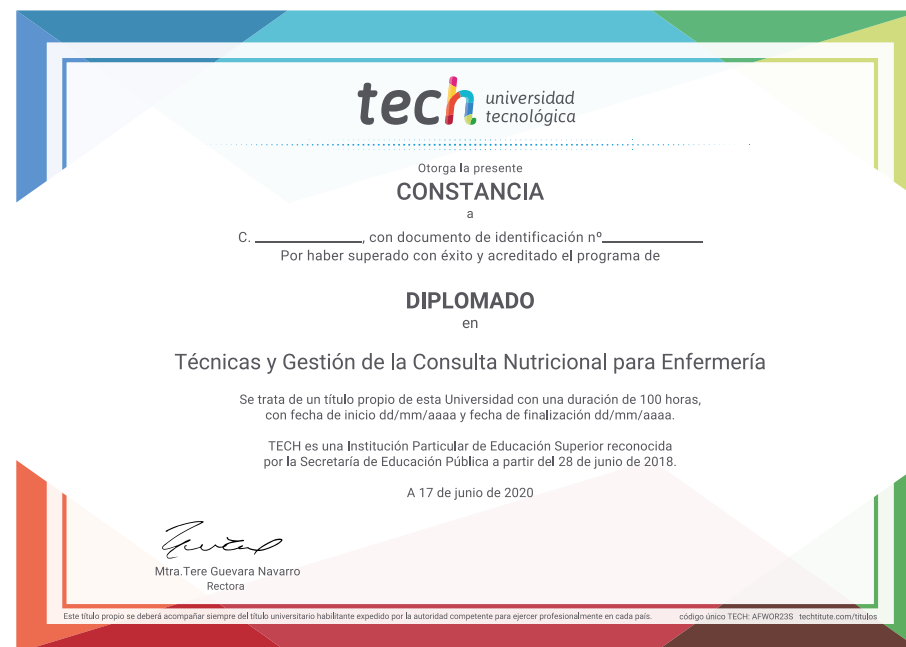 tech universidad
tecnológica
Otorga la presente
CONSTANCIA
a
C. ____________, con documento de identificación nº____________
Por haber superado con éxito y acreditado el programa de
DIPLOMADO
en
Técnicas y Gestión de la Consulta Nutricional para Enfermería
Se trata de un título propio de esta Universidad con una duración de 100 horas,
con fecha de inicio dd/mm/aaaa y fecha de finalización dd/mm/aaaa.
TECH es una Institución Particular de Educación Superior reconocida
por la Secretaría de Educación Pública a partir del 28 de junio de 2018.
A 17 de junio de 2020
Mtra.Tere Guevara Navarro
Rectora
Este título propio se deberá acompañar siempre del título universitario habilitante expedido por la autoridad competente para ejercer profesionalmente en cada país. código único TECH: AFWOR23S techtitute.com/titulos